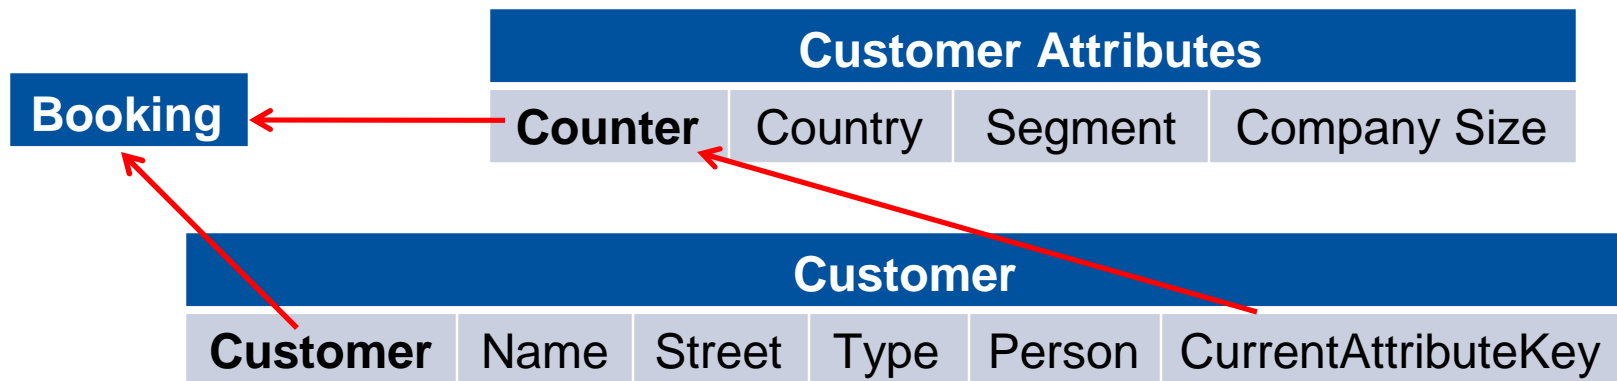 Customer Attributes
Booking
Counter Country Segment Company Size
Customer
Customer Name Street Type Person CurrentAttributeKey